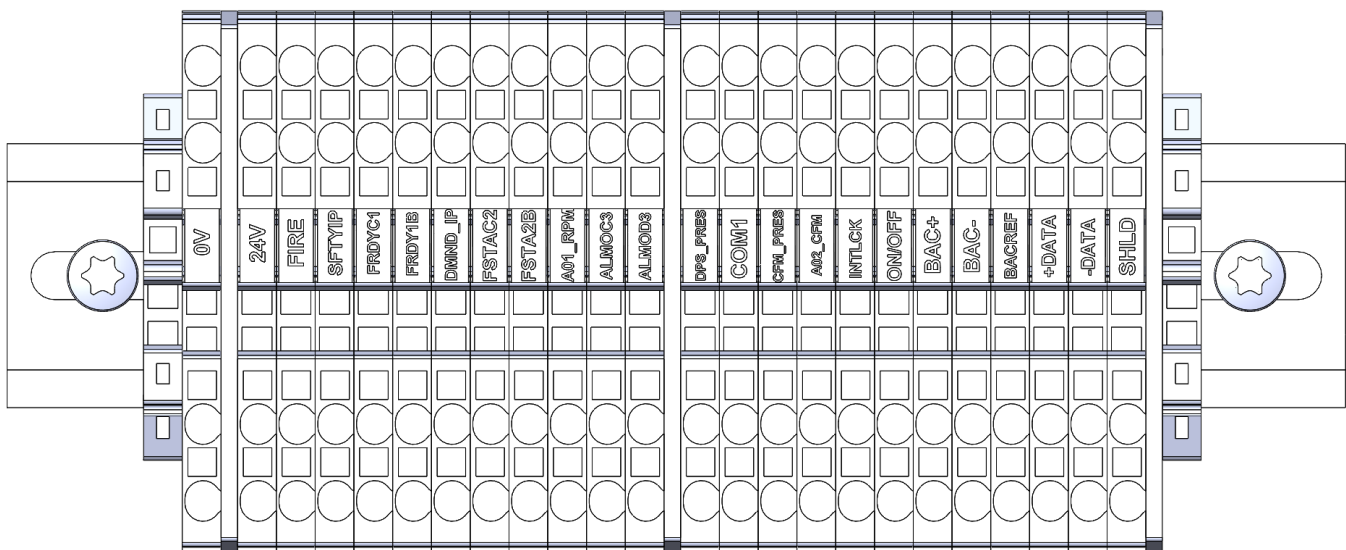 0V
24V
FIRE
SFTYIP
FRDYC1
FRDY1B
DMND_IP
FSTAC2
FSTA2B
A01_RPM
ALMOC3
ALMOD3
DPS_PRES
COM1
CFM_PRES
A02_CFM
INTLCK
ON/OFF
BAC+
BAC-
BACREF
+DATA
-DATA
SHLD